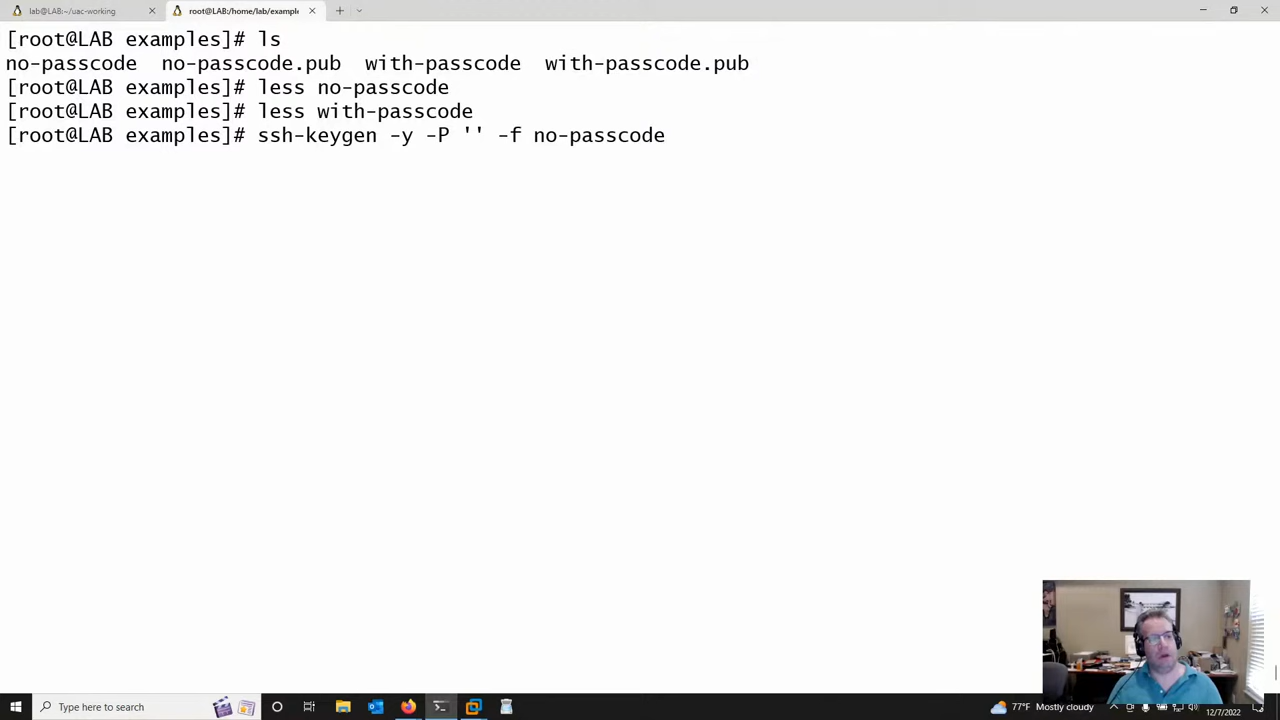 lab@LAB:~/uac-working
root@LAB:/home/lab/example
[root@LAB examples]# ls
no-passcode  no-passcode.pub  with-passcode  with-passcode.pub
[root@LAB examples]# less no-passcode
[root@LAB examples]# less with-passcode
[root@LAB examples]# ssh-keygen -y -P '' -f no-passcode
Type here to search
77°F Mostly cloudy
12/7/2022